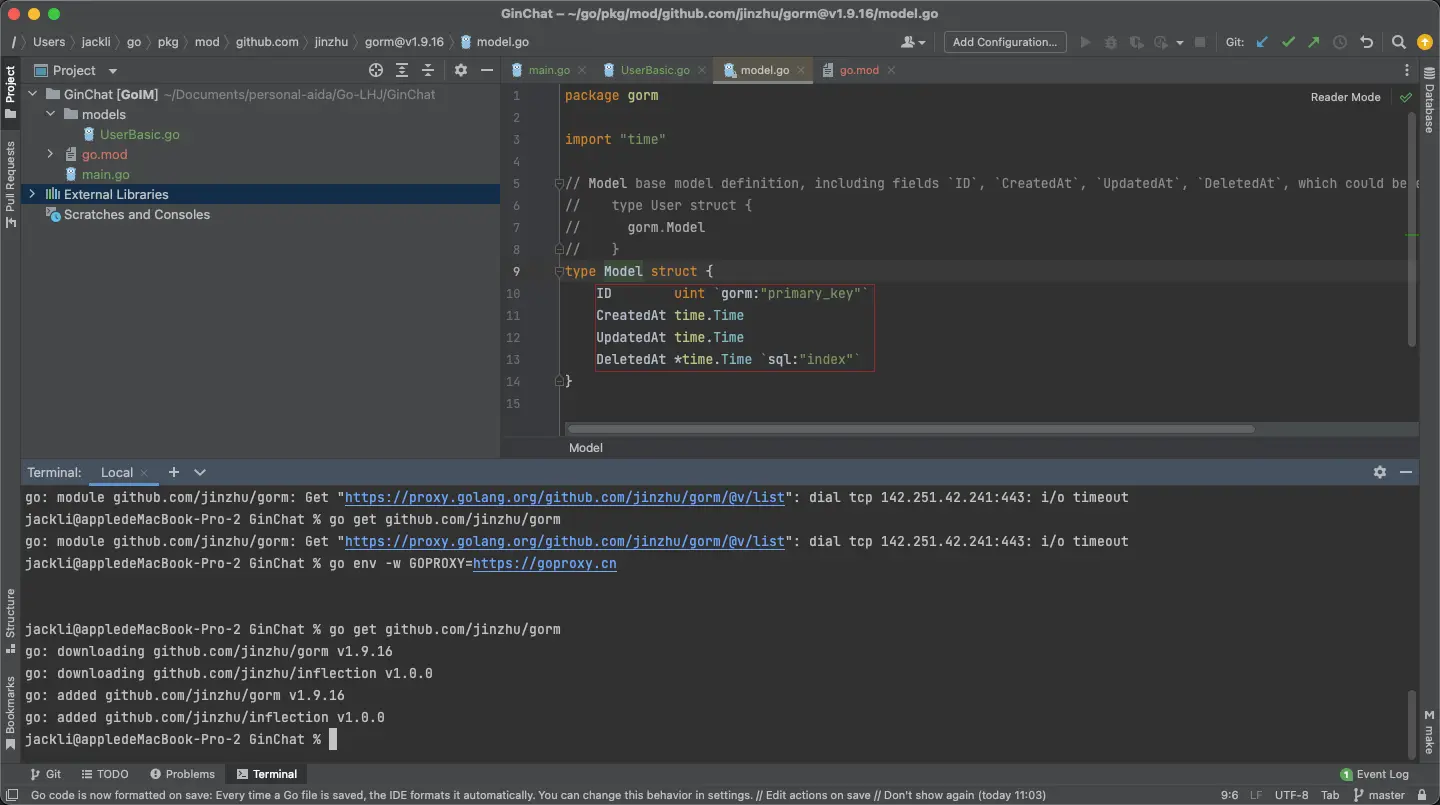 GinChat – ~/go/pkg/mod/github.com/jinzhu/gorm@v1.9.16/model.go
/ Users jackli go pkg mod github.com jinzhu gorm@v1.9.16 model.go
Add Configuration...
Git:
Project
Pull Requests
Structure
Bookmarks
Project
GinChat [GoIM] ~/Documents/personal-aida/Go-LHJ/GinChat
models
UserBasic.go
go.mod
main.go
External Libraries
Scratches and Consoles
main.go
UserBasic.go
model.go
go.mod
Reader Mode
Database
M make
1 package gorm
2
3 import "time"
4
5 // Model base model definition, including fields `ID`, `CreatedAt`, `UpdatedAt`, `DeletedAt`, which could be
6 // type User struct {
7 // gorm.Model
8 // }
9 type Model struct {
10 ID uint `gorm:"primary_key"`
11 CreatedAt time.Time
12 UpdatedAt time.Time
13 DeletedAt *time.Time `sql:"index"`
14 }
15
Model
Terminal: Local
go: module github.com/jinzhu/gorm: Get "https://proxy.golang.org/github.com/jinzhu/gorm/@v/list": dial tcp 142.251.42.241:443: i/o timeout
jackli@appledeMacBook-Pro-2 GinChat % go get github.com/jinzhu/gorm
go: module github.com/jinzhu/gorm: Get "https://proxy.golang.org/github.com/jinzhu/gorm/@v/list": dial tcp 142.251.42.241:443: i/o timeout
jackli@appledeMacBook-Pro-2 GinChat % go env -w GOPROXY=https://goproxy.cn
jackli@appledeMacBook-Pro-2 GinChat % go get github.com/jinzhu/gorm
go: downloading github.com/jinzhu/gorm v1.9.16
go: downloading github.com/jinzhu/inflection v1.0.0
go: added github.com/jinzhu/gorm v1.9.16
go: added github.com/jinzhu/inflection v1.0.0
jackli@appledeMacBook-Pro-2 GinChat %
Git TODO Problems Terminal
1 Event Log
Go code is now formatted on save: Every time a Go file is saved, the IDE formats it automatically. You can change this behavior in settings. // Edit actions on save // Don't show again (today 11:03)
9:6 LF UTF-8 Tab master